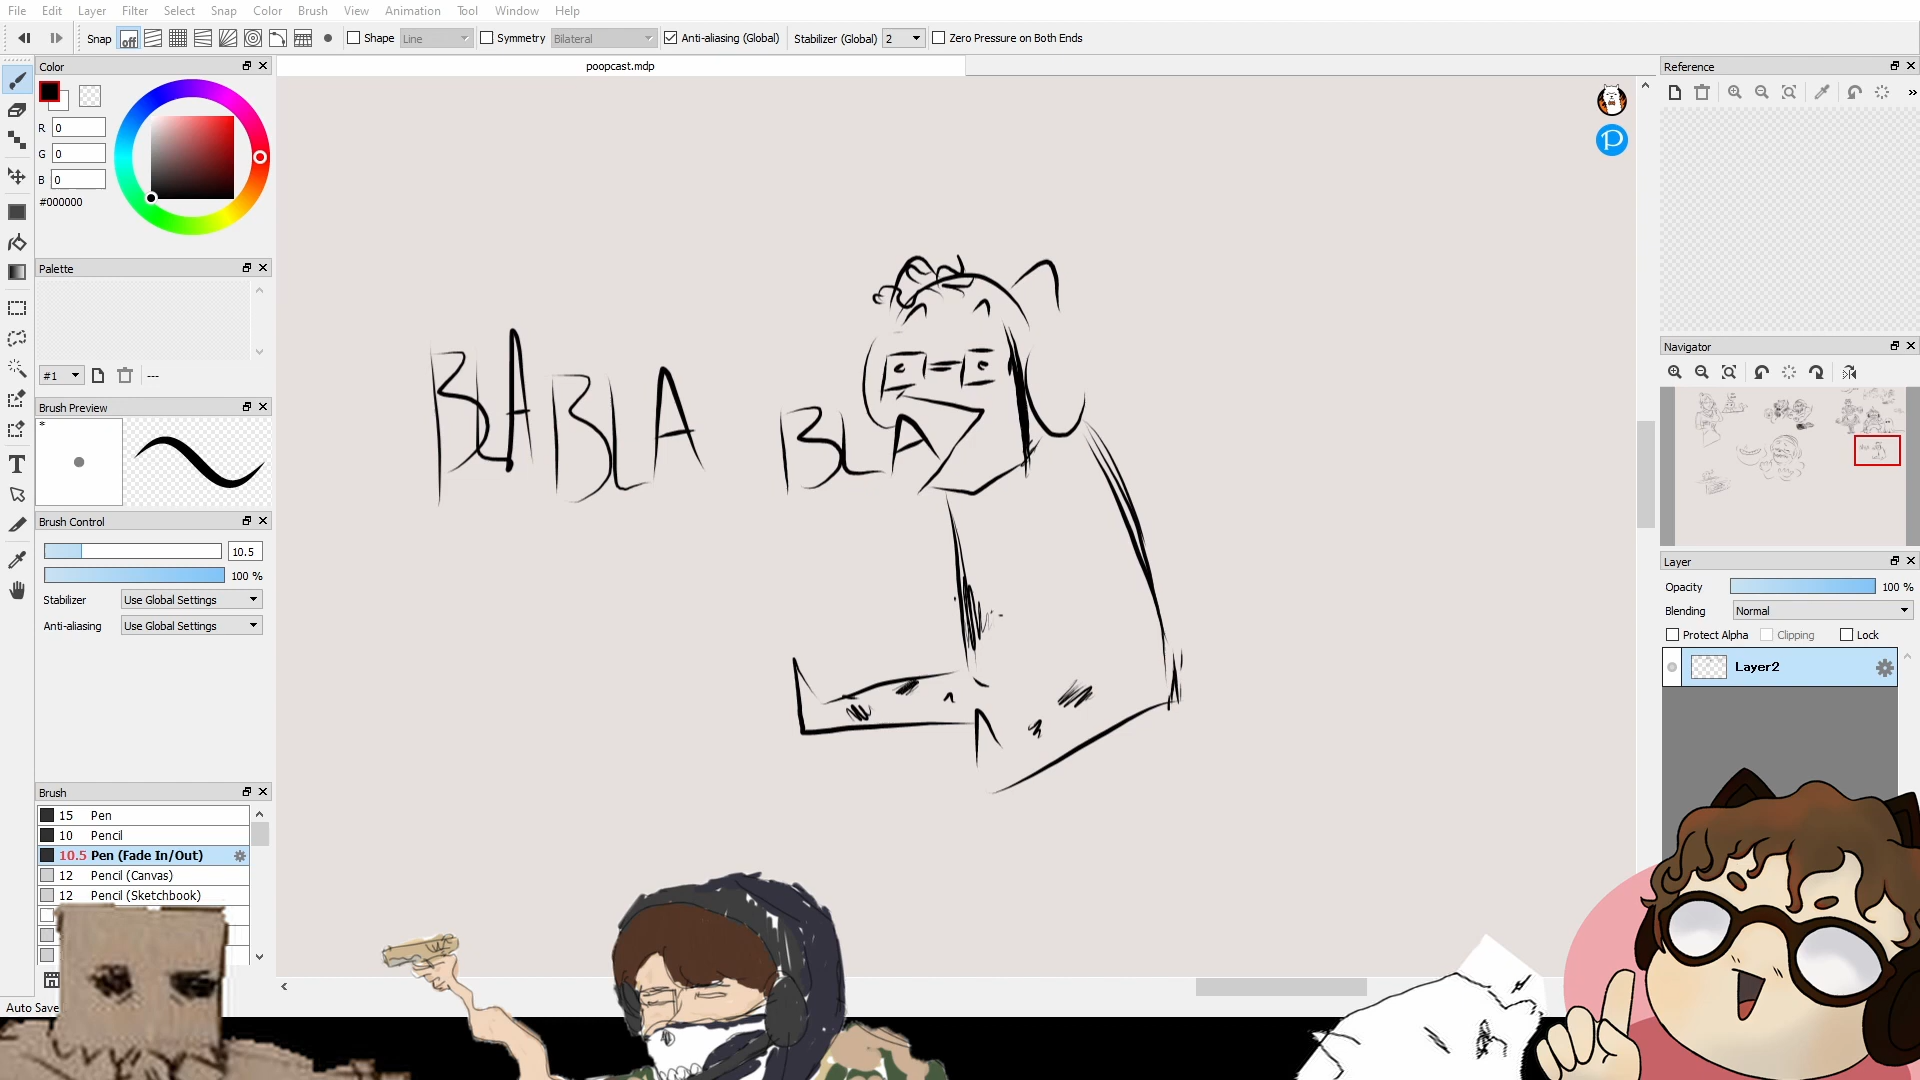 File Edit Layer Filter Select Snap Color Brush View Animation Tool Window Help
Snap off Shape Line Symmetry Bilateral Anti-aliasing (Global) Stabilizer (Global) 2 Zero Pressure on Both Ends
poopcast.mdp
Color
R 0
G 0
B 0
#000000
Palette
#1 ---
Brush Preview
*
Brush Control
10.5
100 %
Stabilizer Use Global Settings
Anti-aliasing Use Global Settings
Brush
15 Pen
10 Pencil
10.5 Pen (Fade In/Out)
12 Pencil (Canvas)
12 Pencil (Sketchbook)
Auto Save
BLA BLA BLA
P
Reference
Navigator
Layer
Opacity 100 %
Blending Normal
Protect Alpha Clipping Lock
Layer2